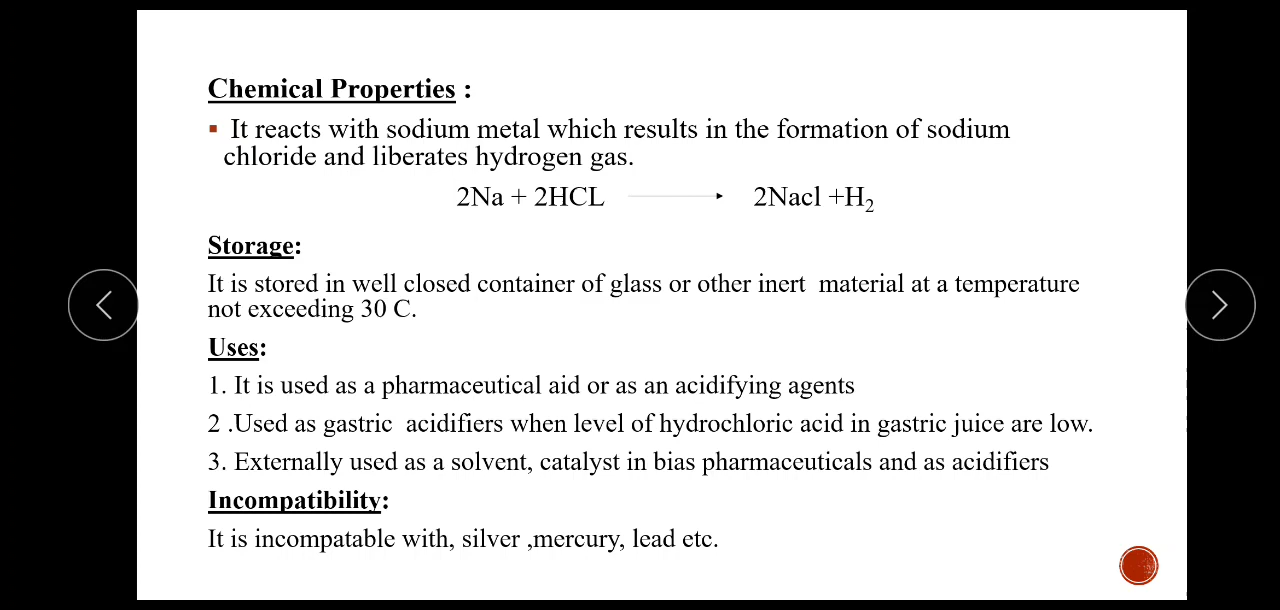 Chemical Properties :
▪ It reacts with sodium metal which results in the formation of sodium
chloride and liberates hydrogen gas.
2Na + 2HCL ⟶ 2Nacl +H₂
Storage:
It is stored in well closed container of glass or other inert  material at a temperature
not exceeding 30 C.
Uses:
1. It is used as a pharmaceutical aid or as an acidifying agents
2 .Used as gastric  acidifiers when level of hydrochloric acid in gastric juice are low.
3. Externally used as a solvent, catalyst in bias pharmaceuticals and as acidifiers
Incompatibility:
It is incompatable with, silver ,mercury, lead etc.